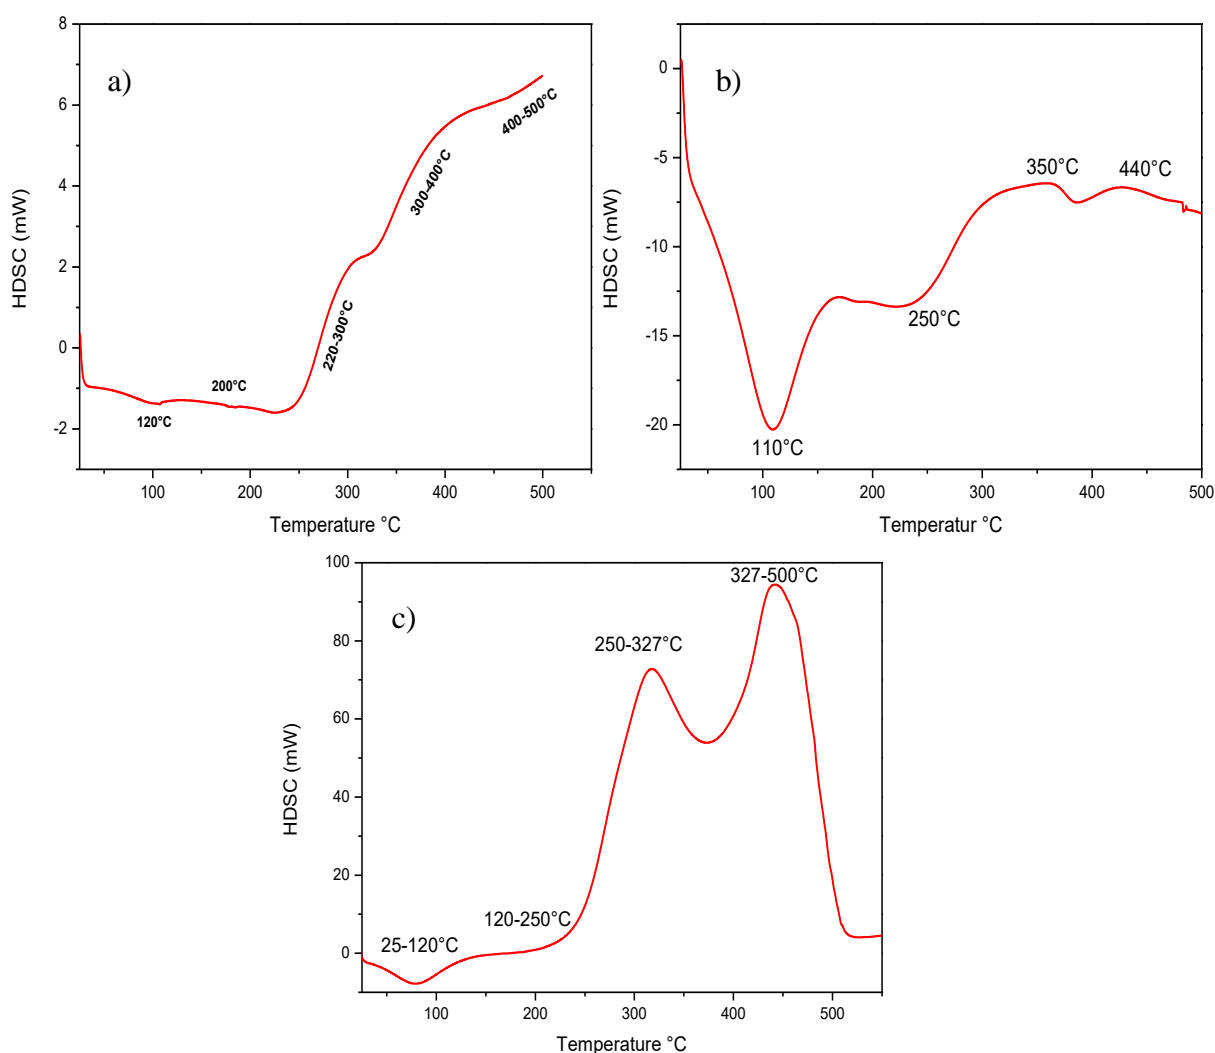 a)
HDSC (mW)
8
6
4
2
0
-2
120°C
200°C
220-300°C
300-400°C
400-500°C
100
200
300
400
500
Temperature °C
b)
HDSC (mW)
0
-5
-10
-15
-20
110°C
250°C
350°C
440°C
100
200
300
400
500
Temperatur °C
c)
HDSC (mW)
100
80
60
40
20
0
25-120°C
120-250°C
250-327°C
327-500°C
100
200
300
400
500
Temperature °C